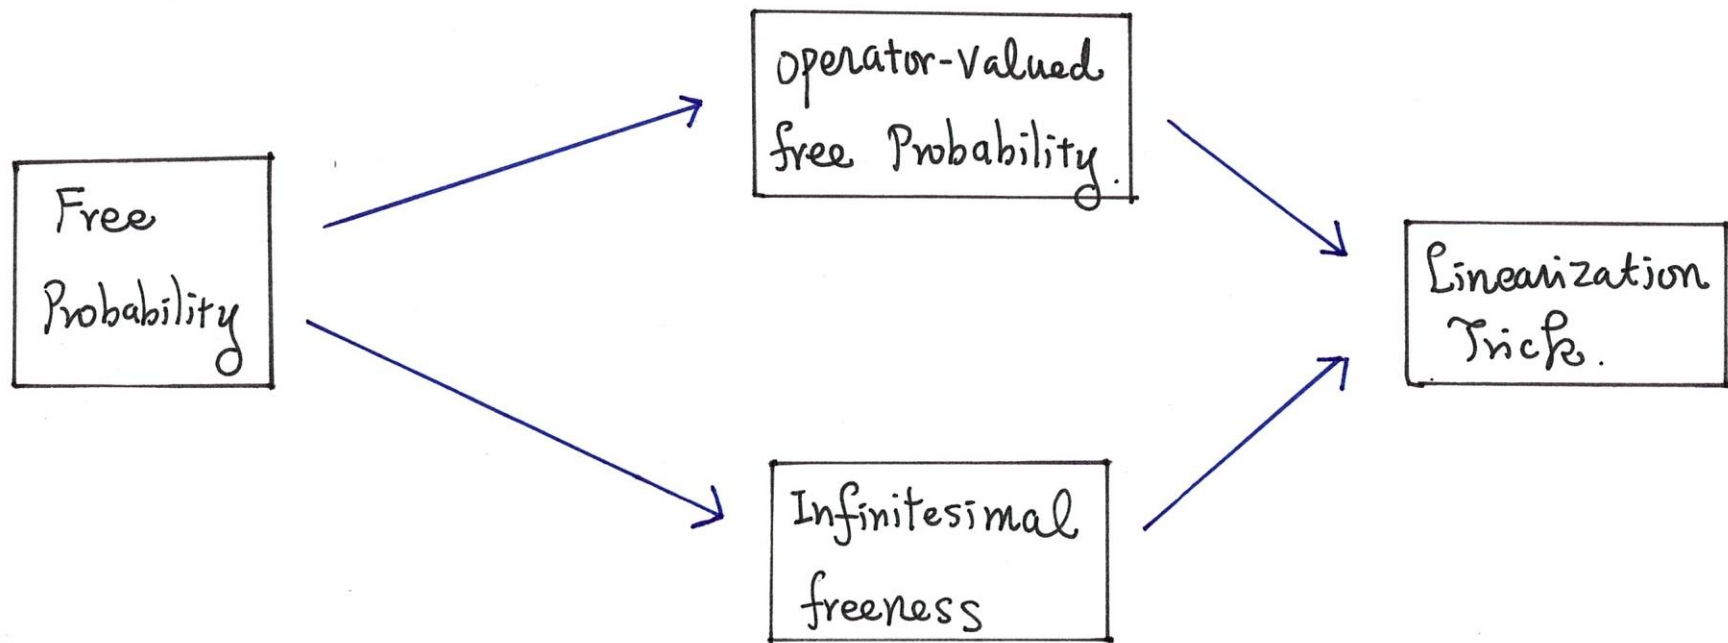 Free
Probability
operator-valued
free Probability.
Infinitesimal
freeness
Linearization
Trick.